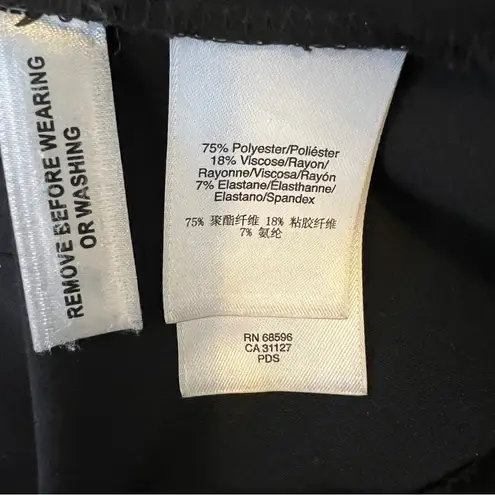 REMOVE BEFORE WEARING
OR WASHING
75% Polyester/Poliéster
18% Viscose/Rayon/
Rayonne/Viscosa/Rayón
7% Elastane/Élasthanne/
Elastano/Spandex
75% 聚酯纤维 18% 粘胶纤维
7% 氨纶
RN 68596
CA 31127
PDS